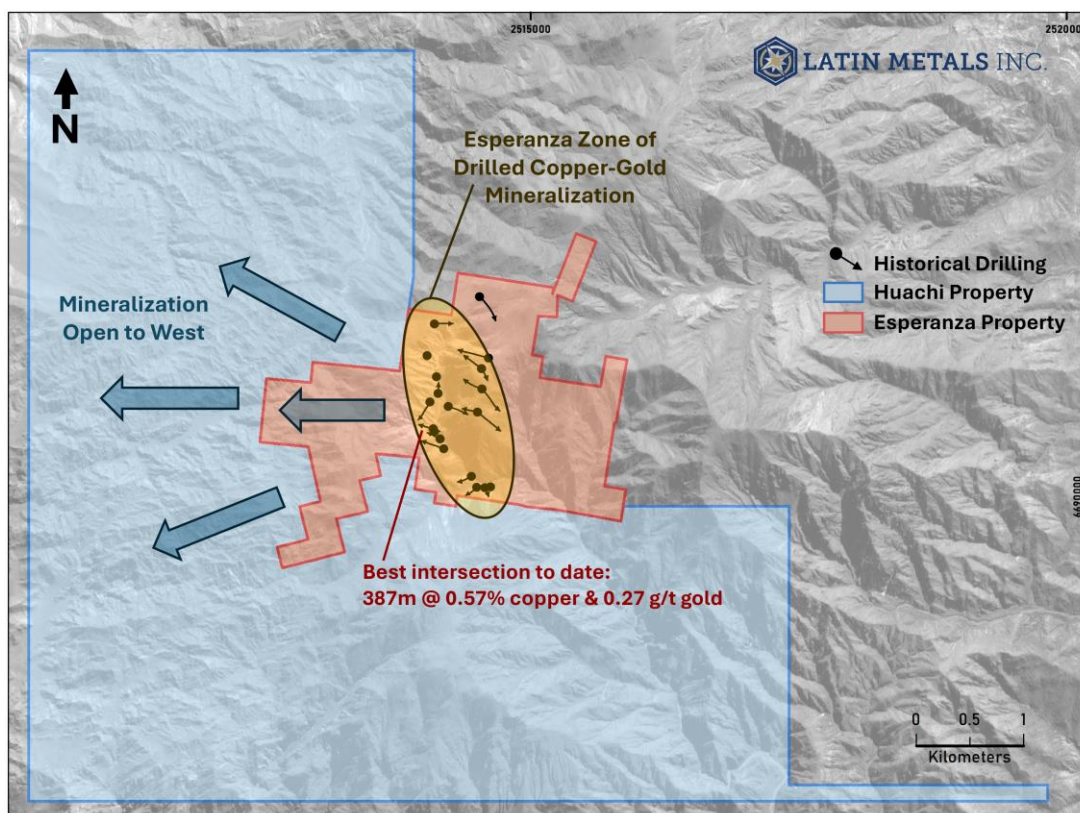 2515000
252000
LATIN METALS INC.
N
Esperanza Zone of
Drilled Copper-Gold
Mineralization
Historical Drilling
Huachi Property
Esperanza Property
Mineralization
Open to West
6690000
Best intersection to date:
387m @ 0.57% copper & 0.27 g/t gold
0 0.5 1
Kilometers